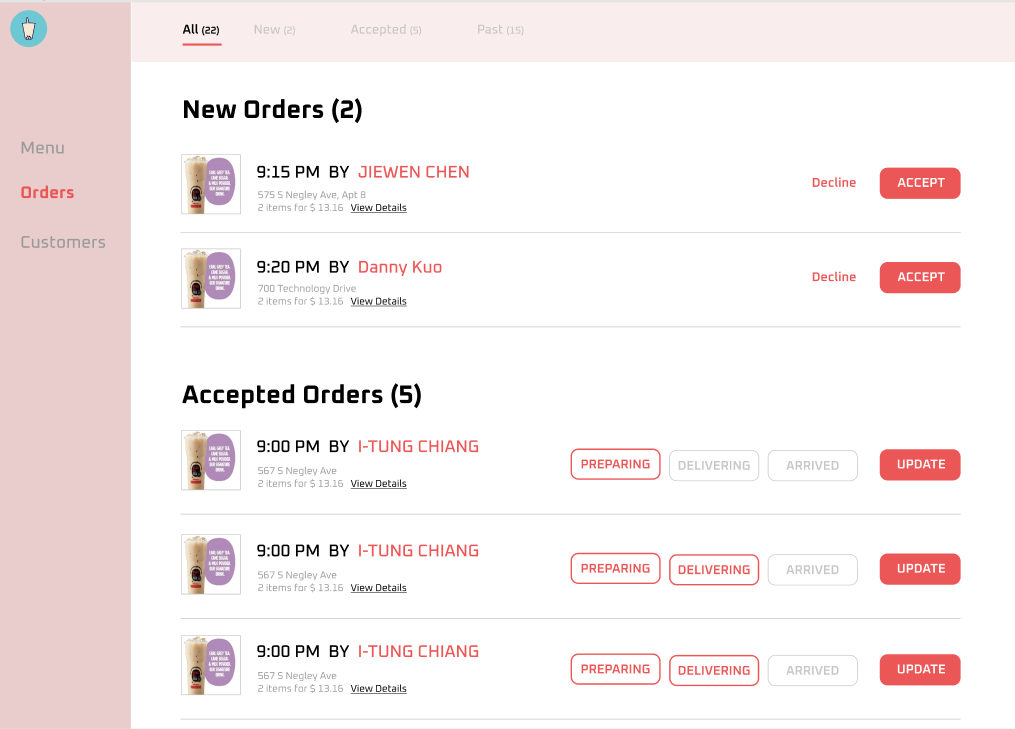 All (22) New (2) Accepted (5) Past (15)
Menu
Orders
Customers
New Orders (2)
9:15 PM BY JIEWEN CHEN
575 S Negley Ave, Apt 8
2 items for $ 13.16 View Details
Decline ACCEPT
9:20 PM BY Danny Kuo
700 Technology Drive
2 items for $ 13.16 View Details
Decline ACCEPT
Accepted Orders (5)
9:00 PM BY I-TUNG CHIANG
567 S Negley Ave
2 items for $ 13.16 View Details
PREPARING DELIVERING ARRIVED UPDATE
9:00 PM BY I-TUNG CHIANG
567 S Negley Ave
2 items for $ 13.16 View Details
PREPARING DELIVERING ARRIVED UPDATE
9:00 PM BY I-TUNG CHIANG
567 S Negley Ave
2 items for $ 13.16 View Details
PREPARING DELIVERING ARRIVED UPDATE